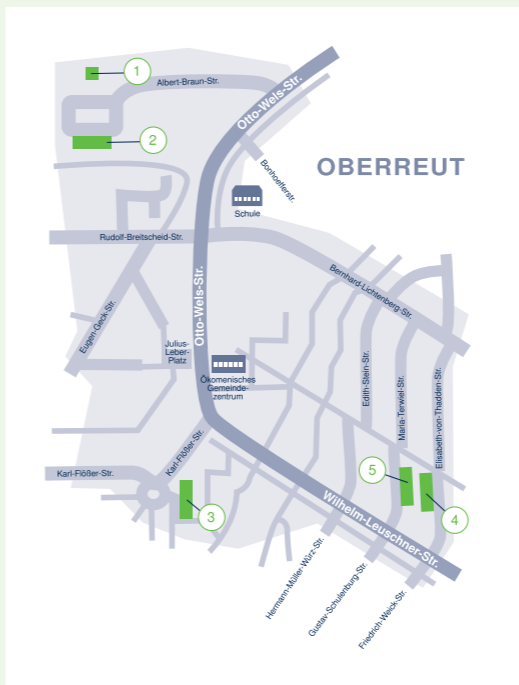 1
Albert-Braun-Str.
Otto-Wels-Str.
2
Bonhoefferstr.
OBERREUT
Schule
Rudolf-Breitscheid-Str.
Bernhard-Lichtenberg-Str.
Otto-Wels-Str.
Eugen-Geck-Str.
Julius-
Leber-
Platz
Ökomenisches
Gemeinde-
zentrum
Edith-Stein-Str.
Maria-Terwiel-Str.
Elisabeth-von-Thadden-Str.
Karl-Flößer-Str.
Karl-Flößer-Str.
5
3
4
Wilhelm-Leuschner-Str.
Hermann-Müller-Würz-Str.
Gustav-Schulenburg-Str.
Friedrich-Weick-Str.